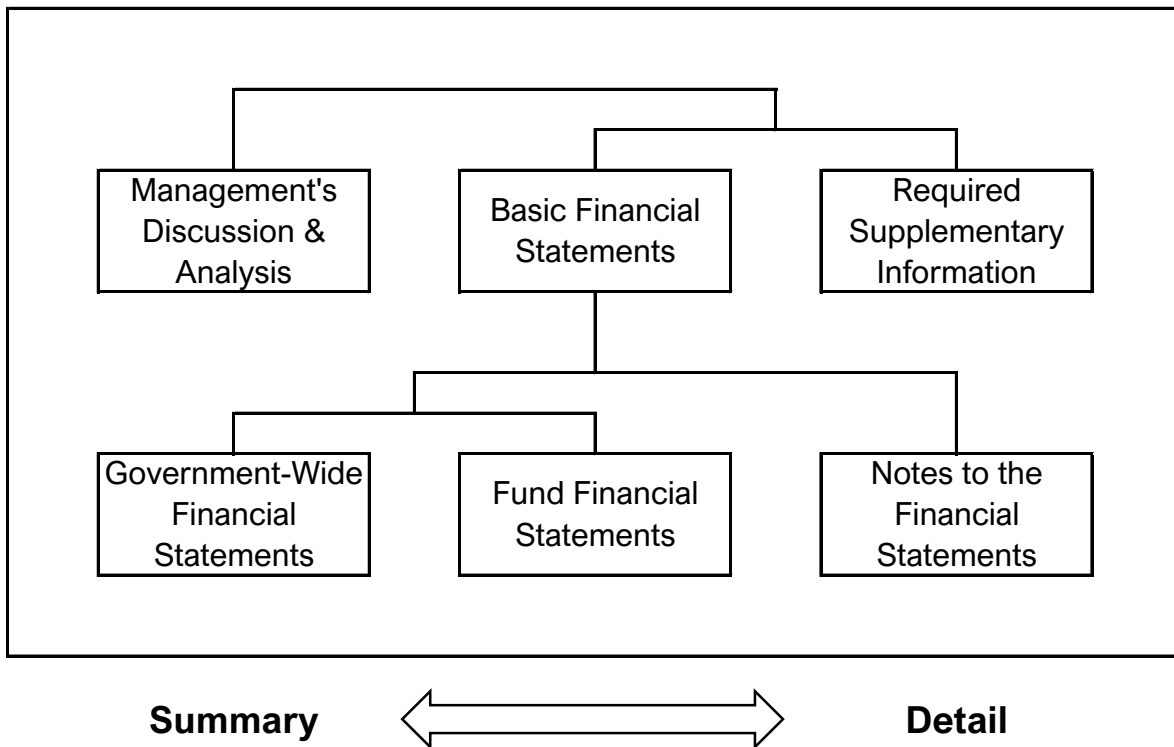 Management's
Discussion &
Analysis
Basic Financial
Statements
Required
Supplementary
Information
Government-Wide
Financial
Statements
Fund Financial
Statements
Notes to the
Financial
Statements
Summary
Detail